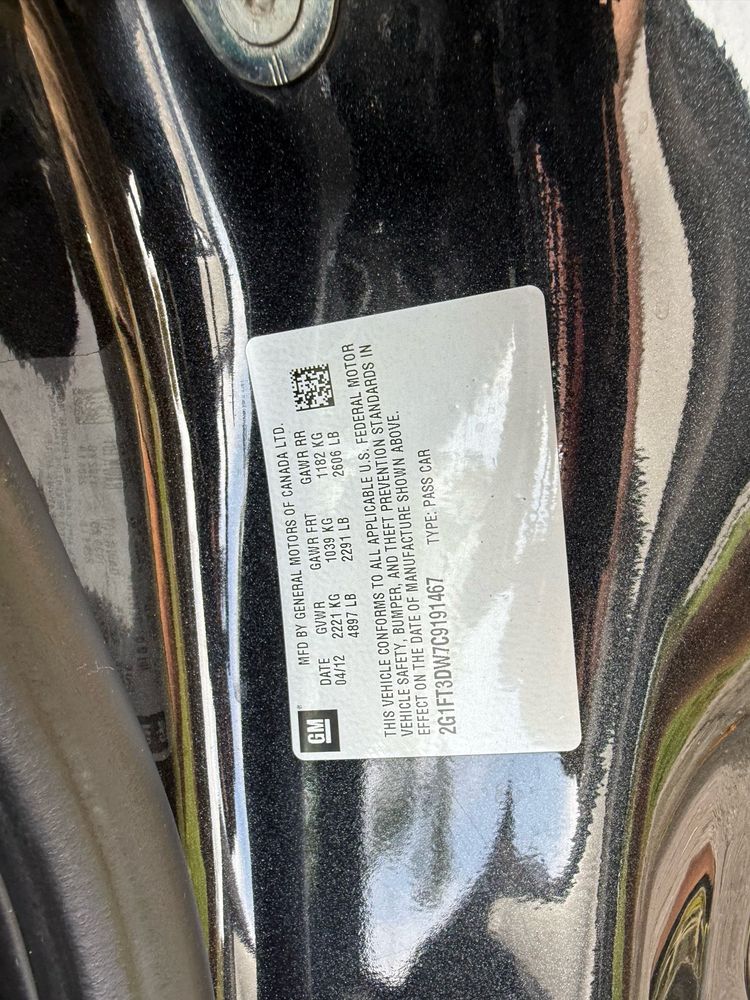 GM
MFD BY GENERAL MOTORS OF CANADA LTD.
DATE GVWR GAWR FRT GAWR RR
04/12 2221 KG 1039 KG 1182 KG
4897 LB 2291 LB 2606 LB
THIS VEHICLE CONFORMS TO ALL APPLICABLE U.S. FEDERAL MOTOR
VEHICLE SAFETY, BUMPER, AND THEFT PREVENTION STANDARDS IN
EFFECT ON THE DATE OF MANUFACTURE SHOWN ABOVE.
2G1FT3DW7C9191467 TYPE: PASS CAR